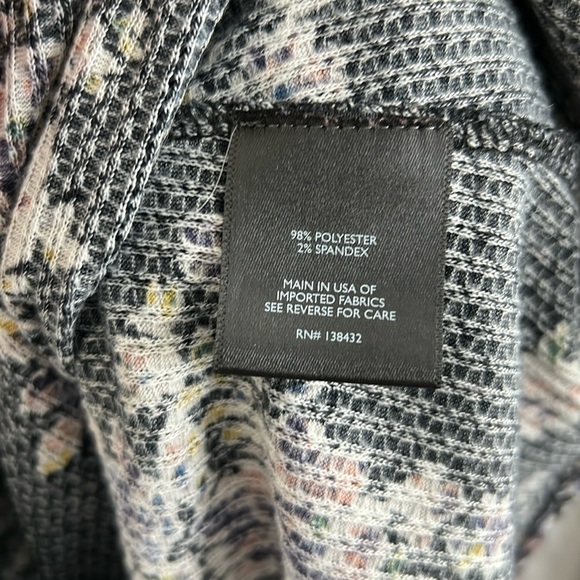 98% POLYESTER
2% SPANDEX
MAIN IN USA OF
IMPORTED FABRICS
SEE REVERSE FOR CARE
RN# 138432